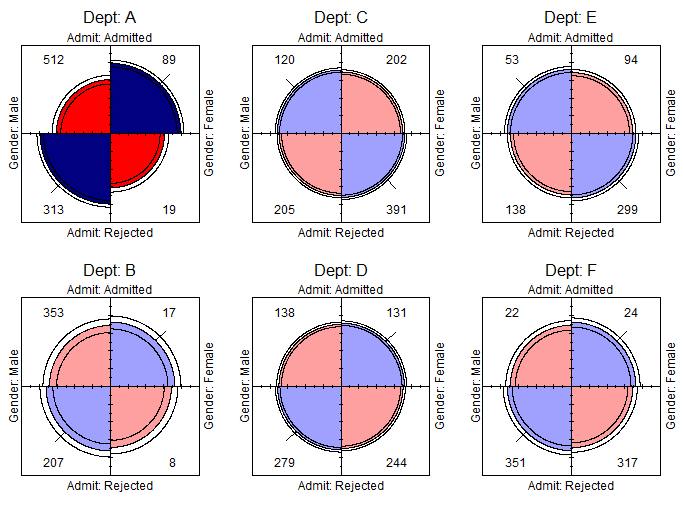 Dept: A
Admit: Admitted
512 89
Gender: Male
Gender: Female
313 19
Admit: Rejected
Dept: C
Admit: Admitted
120 202
Gender: Male
Gender: Female
205 391
Admit: Rejected
Dept: E
Admit: Admitted
53 94
Gender: Male
Gender: Female
138 299
Admit: Rejected
Dept: B
Admit: Admitted
353 17
Gender: Male
Gender: Female
207 8
Admit: Rejected
Dept: D
Admit: Admitted
138 131
Gender: Male
Gender: Female
279 244
Admit: Rejected
Dept: F
Admit: Admitted
22 24
Gender: Male
Gender: Female
351 317
Admit: Rejected